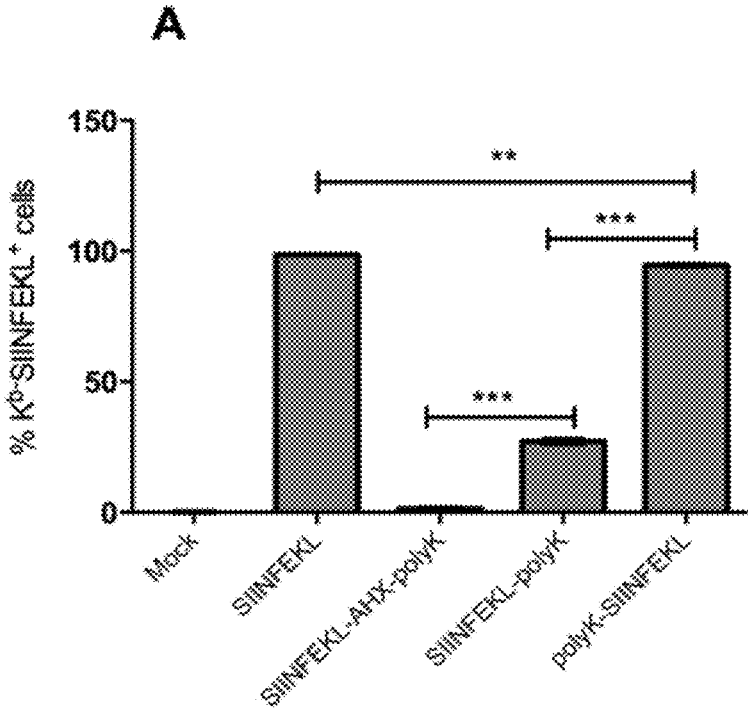 A
150
100
50
0
% Kᵇ-SIINFEKL⁺ cells
**
***
***
Mock
SIINFEKL
SIINFEKL-AHX-polyK
SIINFEKL-polyK
polyK-SIINFEKL